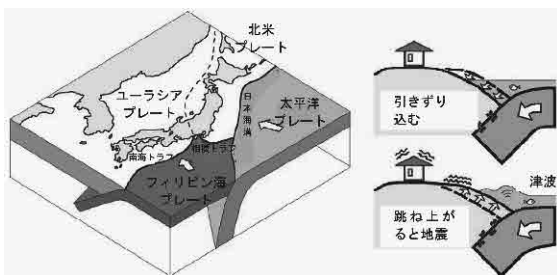 北米
プレート
ユーラシア
プレート
日本海溝
太平洋
プレート
南海トラフ
相模トラフ
フィリピン海
プレート
引きずり
込む
津波
跳ね上が
ると地震